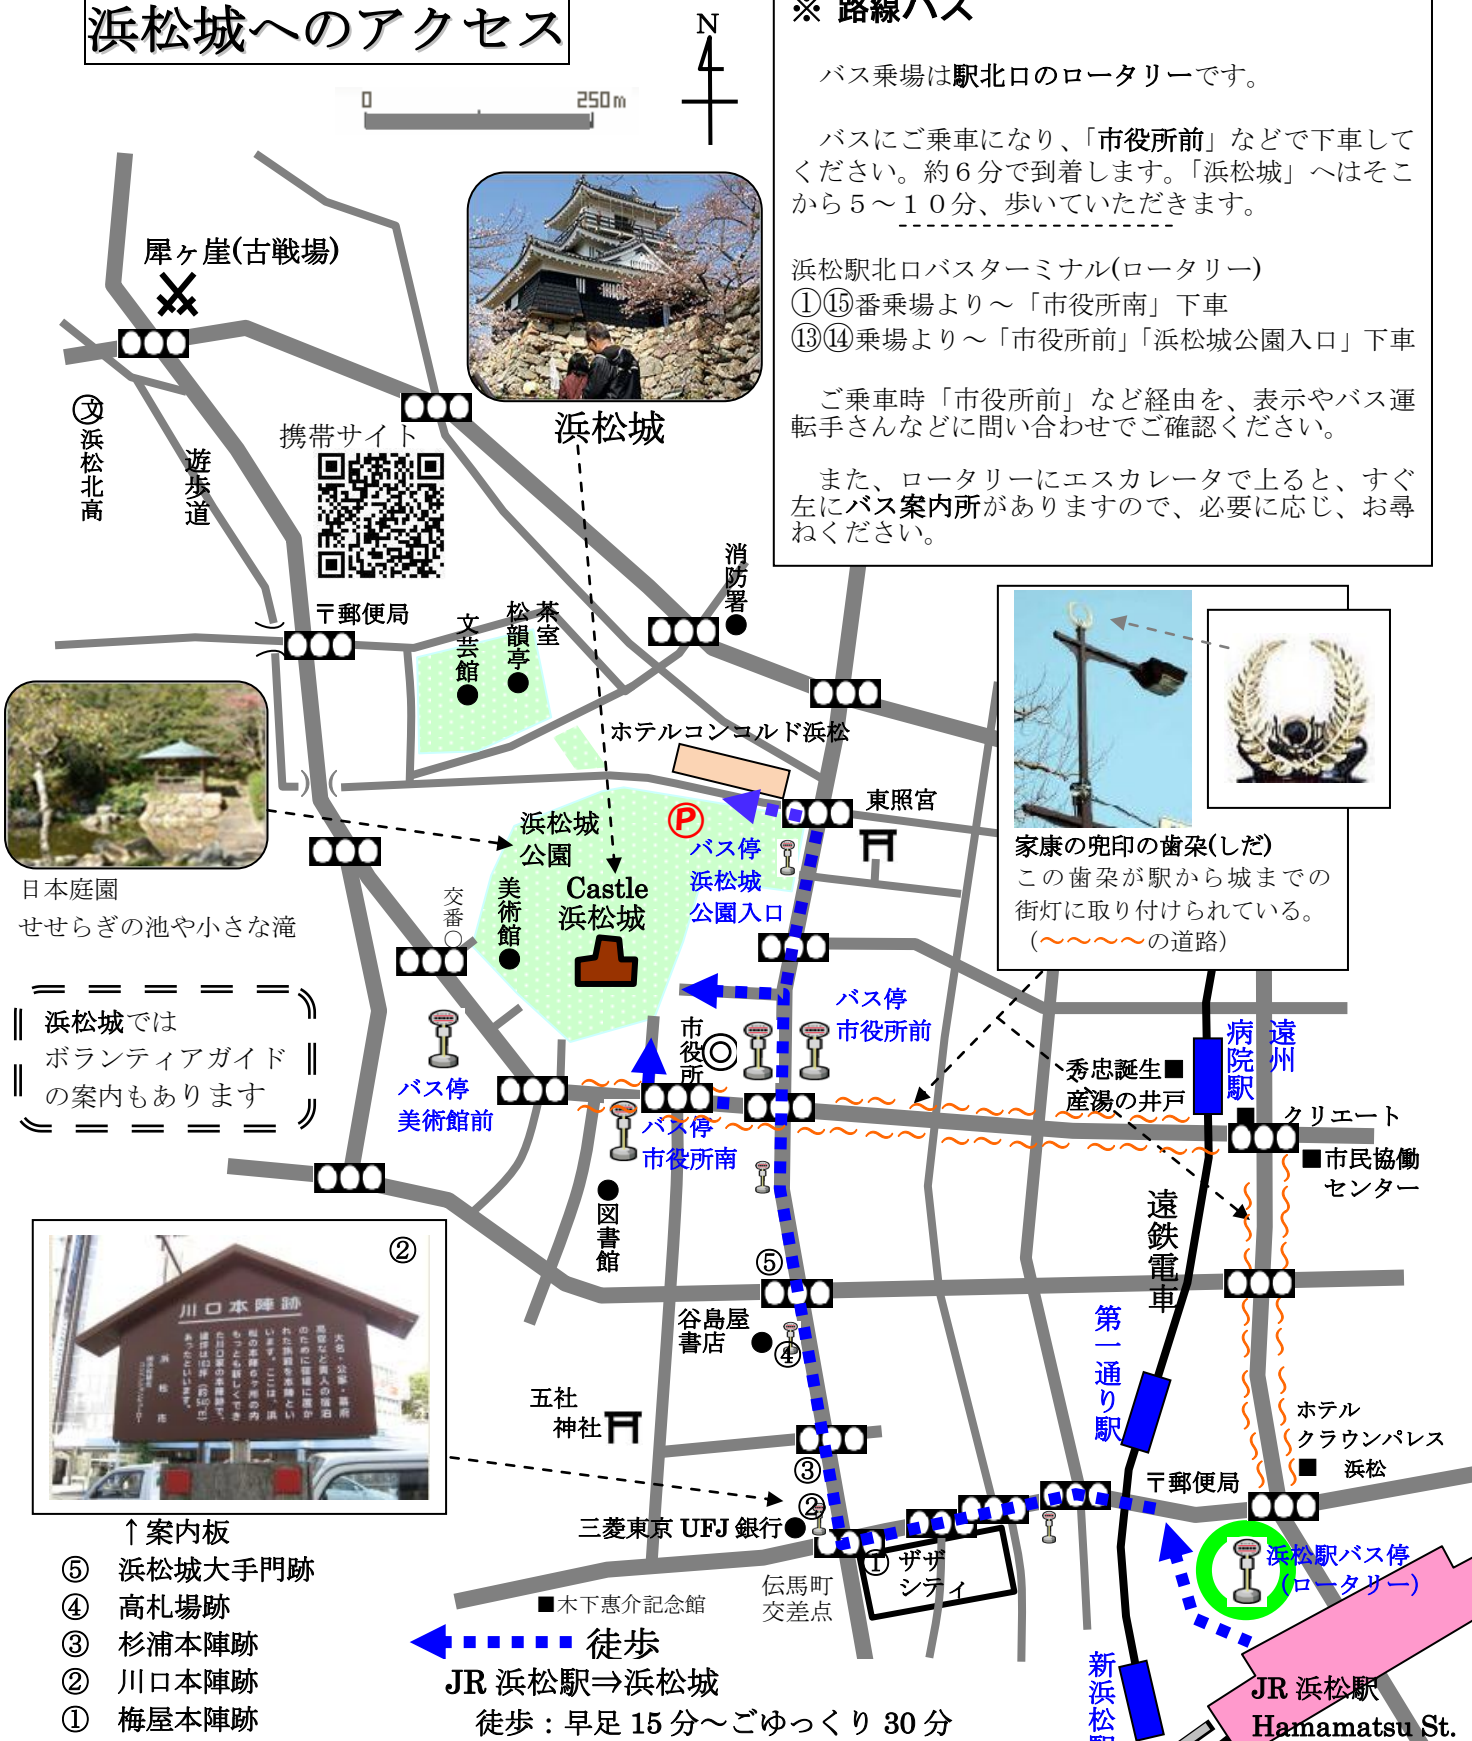 浜松城へのアクセス
N
0 250m
※ 路線バス
バス乗場は駅北口のロータリーです。
バスにご乗車になり、「市役所前」などで下車して
ください。約６分で到着します。「浜松城」へはそこ
から５～１０分、歩いていただきます。
浜松駅北口バスターミナル(ロータリー)
①⑮番乗場より～「市役所南」下車
⑬⑭乗場より～「市役所前」「浜松城公園入口」下車
ご乗車時「市役所前」など経由を、表示やバス運
転手さんなどに問い合わせでご確認ください。
また、ロータリーにエスカレータで上ると、すぐ
左にバス案内所がありますので、必要に応じ、お尋
ねください。
犀ヶ崖(古戦場)
浜松城
文
浜松北高
遊歩道
携帯サイト
消防署
〒郵便局
文芸館
松韻亭
茶室
ホテルコンコルド浜松
東照宮
P
浜松城
公園
バス停
浜松城
公園入口
Castle
浜松城
美術館
交番
日本庭園
せせらぎの池や小さな滝
家康の兜印の歯朶(しだ)
この歯朶が駅から城までの
街灯に取り付けられている。
（～～～～の道路）
浜松城では
ボランティアガイド
の案内もあります
バス停
美術館前
市役所
バス停
市役所前
バス停
市役所南
秀忠誕生■
産湯の井戸
遠州
病院駅
クリエート
■市民協働
センター
図書館
遠鉄電車
⑤
谷島屋
書店
④
第一通り駅
五社
神社
③
②
三菱東京 UFJ 銀行
①
ザザ
シティ
伝馬町
交差点
■木下惠介記念館
〒郵便局
ホテル
クラウンパレス
■ 浜松
浜松駅バス停
（ロータリー）
新浜松駅
JR 浜松駅
Hamamatsu St.
②
川口本陣跡
大名・公家・幕府
浜松市
↑案内板
⑤ 浜松城大手門跡
④ 高札場跡
③ 杉浦本陣跡
② 川口本陣跡
① 梅屋本陣跡
徒歩
JR 浜松駅⇒浜松城
徒歩：早足 15 分～ごゆっくり 30 分